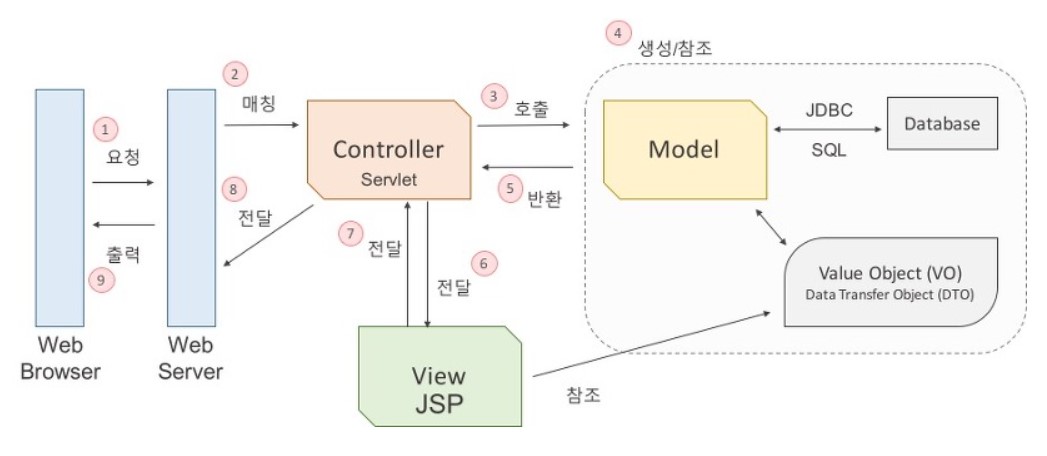 4
생성/참조
2
매칭
3
호출
1
요청
Controller
Servlet
Model
JDBC
SQL
Database
8
전달
5
반환
7
전달
6
전달
출력
9
Value Object (VO)
Data Transfer Object (DTO)
Web
Browser
Web
Server
View
JSP
참조